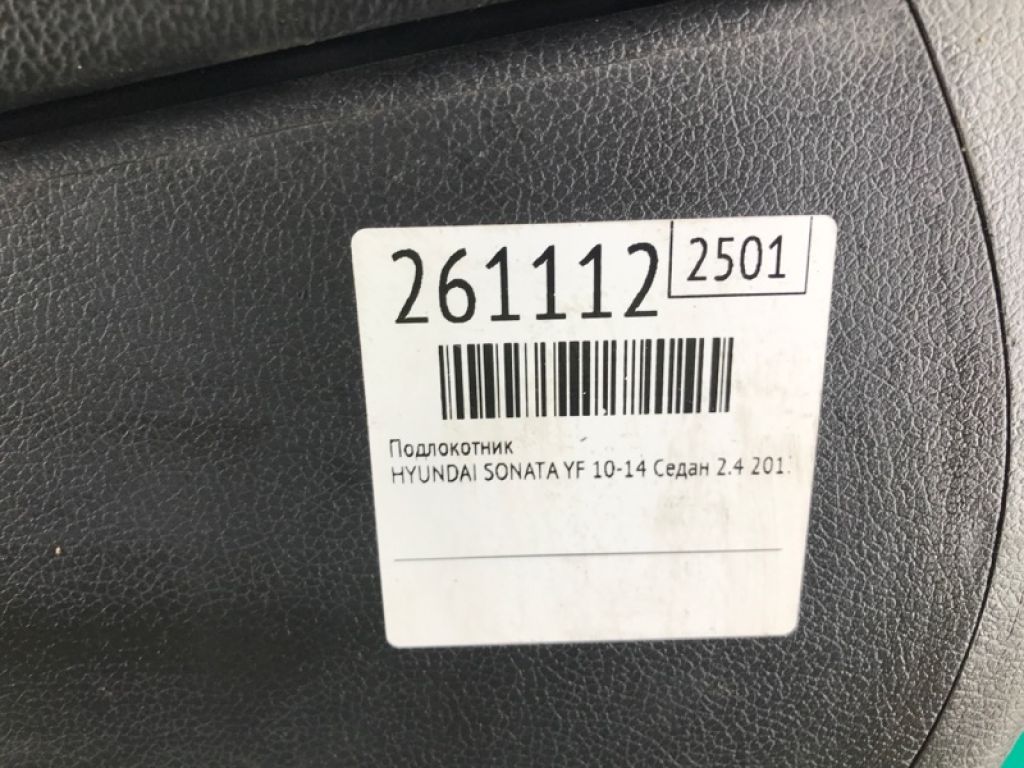 261112
2501
Подлокотник
HYUNDAI SONATA YF 10-14 Седан 2.4